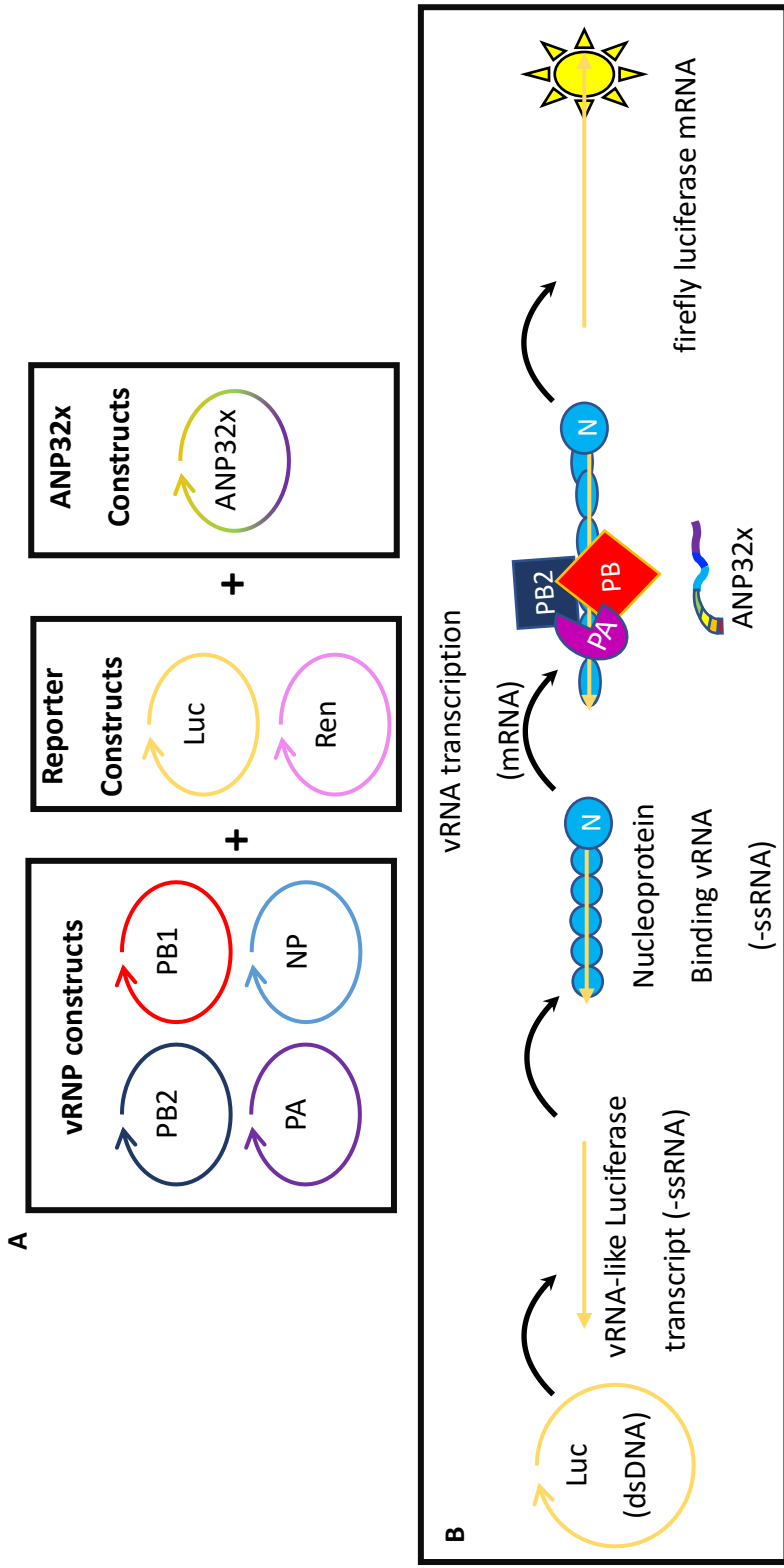 A
vRNP constructs
PB2
PB1
PA
NP
+
Reporter
Constructs
Luc
Ren
+
ANP32x
Constructs
ANP32x
B
Luc
(dsDNA)
vRNA-like Luciferase
transcript (-ssRNA)
N
Nucleoprotein
Binding vRNA
(-ssRNA)
vRNA transcription
(mRNA)
PB2
PB
PA
N
ANP32x
firefly luciferase mRNA